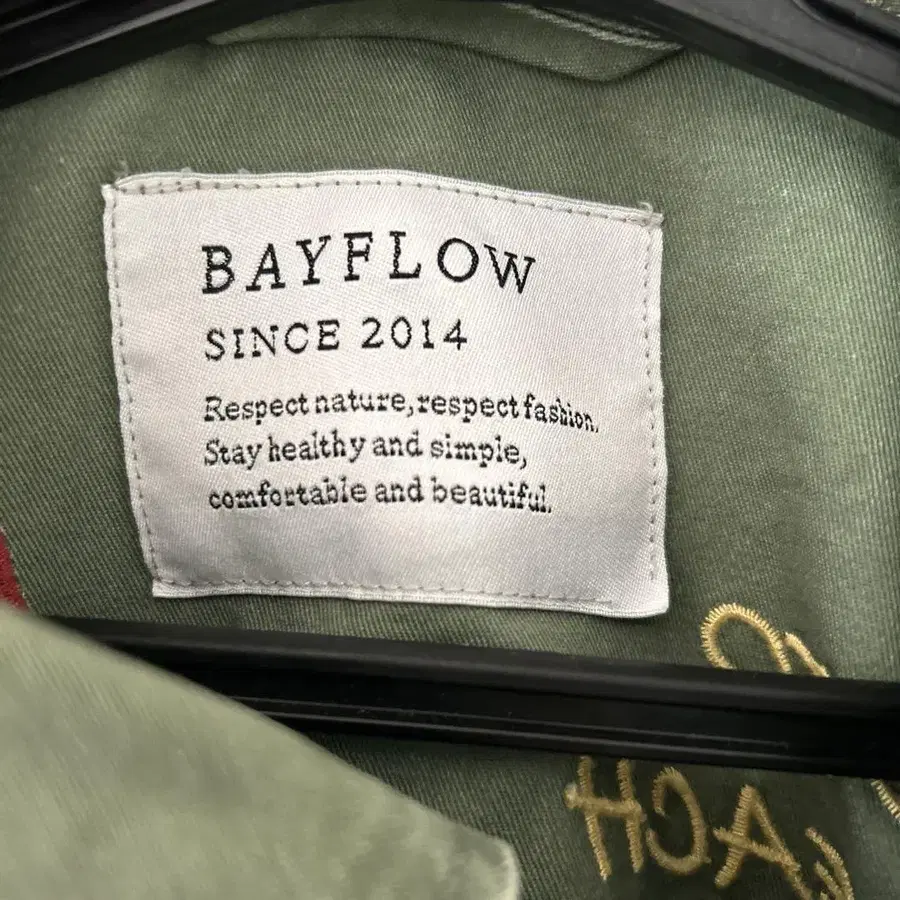 BAYFLOW
SINCE 2014
Respect nature, respect fashion.
Stay healthy and simple,
comfortable and beautiful.